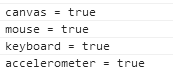 canvas = true
mouse = true
keyboard = true
accelerometer = true